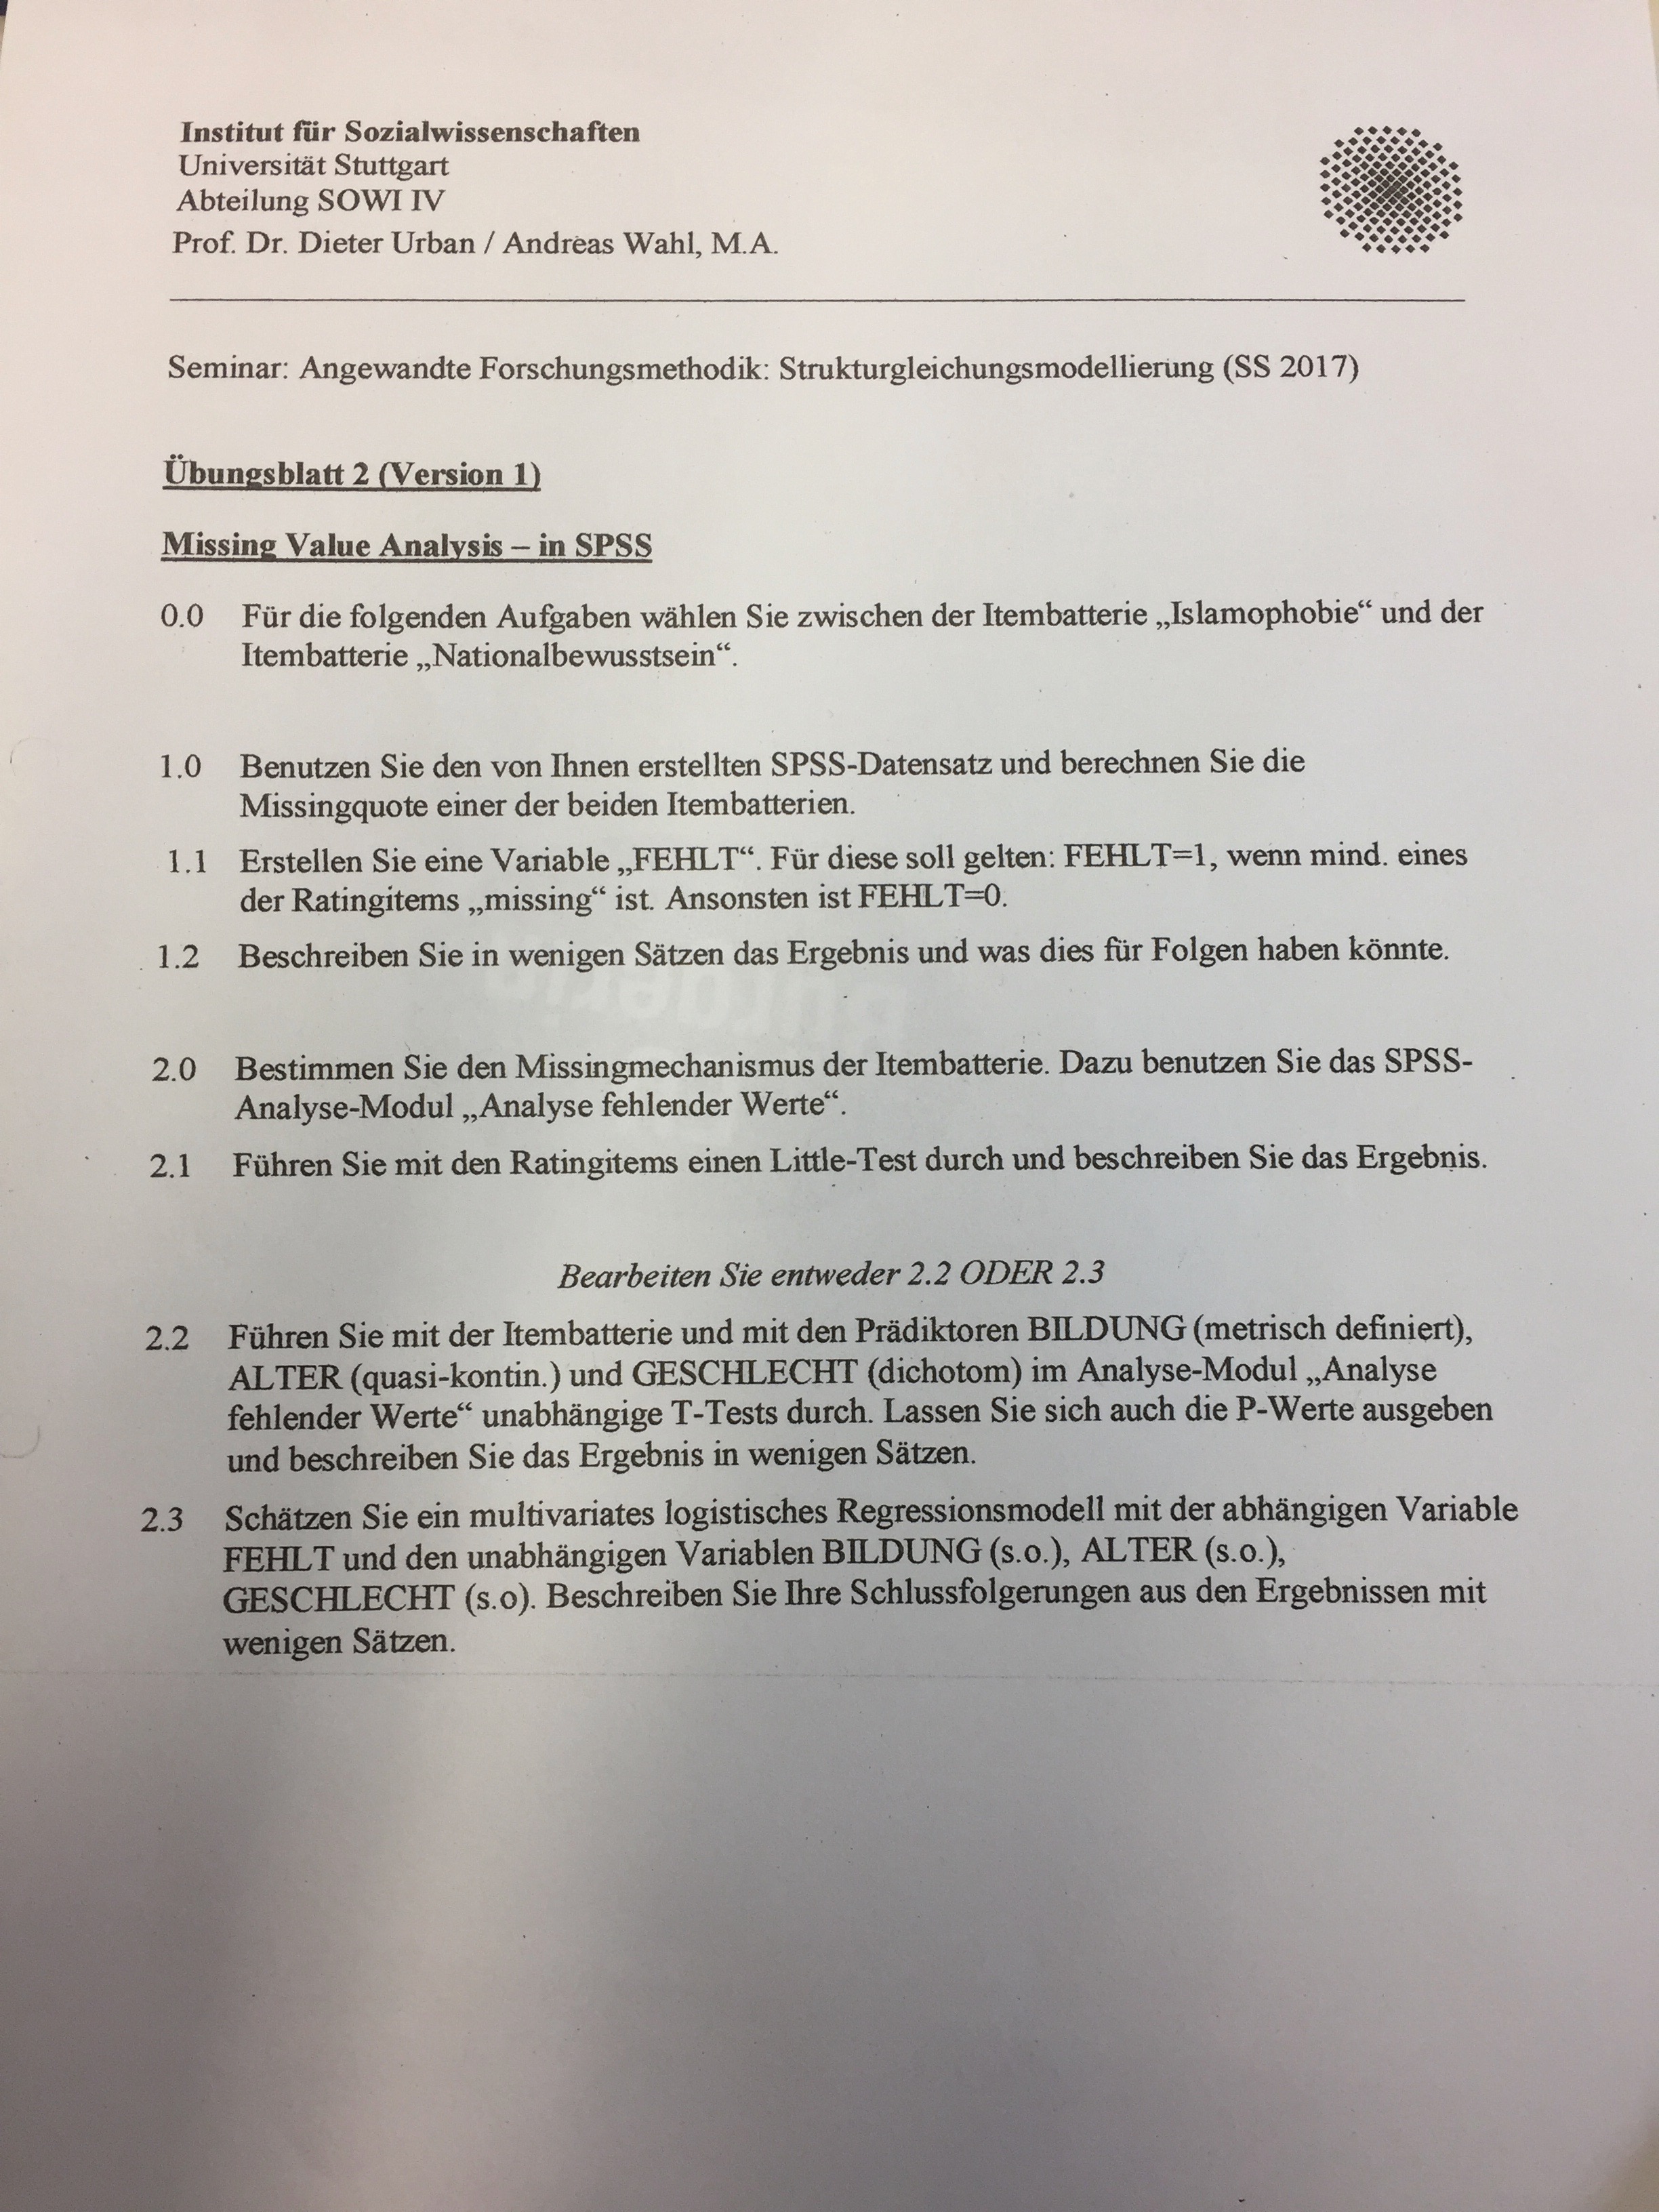 Institut für Sozialwissenschaften
Universität Stuttgart
Abteilung SOWI IV
Prof. Dr. Dieter Urban / Andreas Wahl, M.A.
Seminar: Angewandte Forschungsmethodik: Strukturgleichungsmodellierung (SS 2017)
Übungsblatt 2 (Version 1)
Missing Value Analysis – in SPSS
0.0 Für die folgenden Aufgaben wählen Sie zwischen der Itembatterie „Islamophobie“ und der
Itembatterie „Nationalbewusstsein“.
1.0 Benutzen Sie den von Ihnen erstellten SPSS-Datensatz und berechnen Sie die
Missingquote einer der beiden Itembatterien.
1.1 Erstellen Sie eine Variable „FEHLT“. Für diese soll gelten: FEHLT=1, wenn mind. eines
der Ratingitems „missing“ ist. Ansonsten ist FEHLT=0.
1.2 Beschreiben Sie in wenigen Sätzen das Ergebnis und was dies für Folgen haben könnte.
2.0 Bestimmen Sie den Missingmechanismus der Itembatterie. Dazu benutzen Sie das SPSS-
Analyse-Modul „Analyse fehlender Werte“.
2.1 Führen Sie mit den Ratingitems einen Little-Test durch und beschreiben Sie das Ergebnis.
Bearbeiten Sie entweder 2.2 ODER 2.3
2.2 Führen Sie mit der Itembatterie und mit den Prädiktoren BILDUNG (metrisch definiert),
ALTER (quasi-kontin.) und GESCHLECHT (dichotom) im Analyse-Modul „Analyse
fehlender Werte“ unabhängige T-Tests durch. Lassen Sie sich auch die P-Werte ausgeben
und beschreiben Sie das Ergebnis in wenigen Sätzen.
2.3 Schätzen Sie ein multivariates logistisches Regressionsmodell mit der abhängigen Variable
FEHLT und den unabhängigen Variablen BILDUNG (s.o.), ALTER (s.o.),
GESCHLECHT (s.o). Beschreiben Sie Ihre Schlussfolgerungen aus den Ergebnissen mit
wenigen Sätzen.